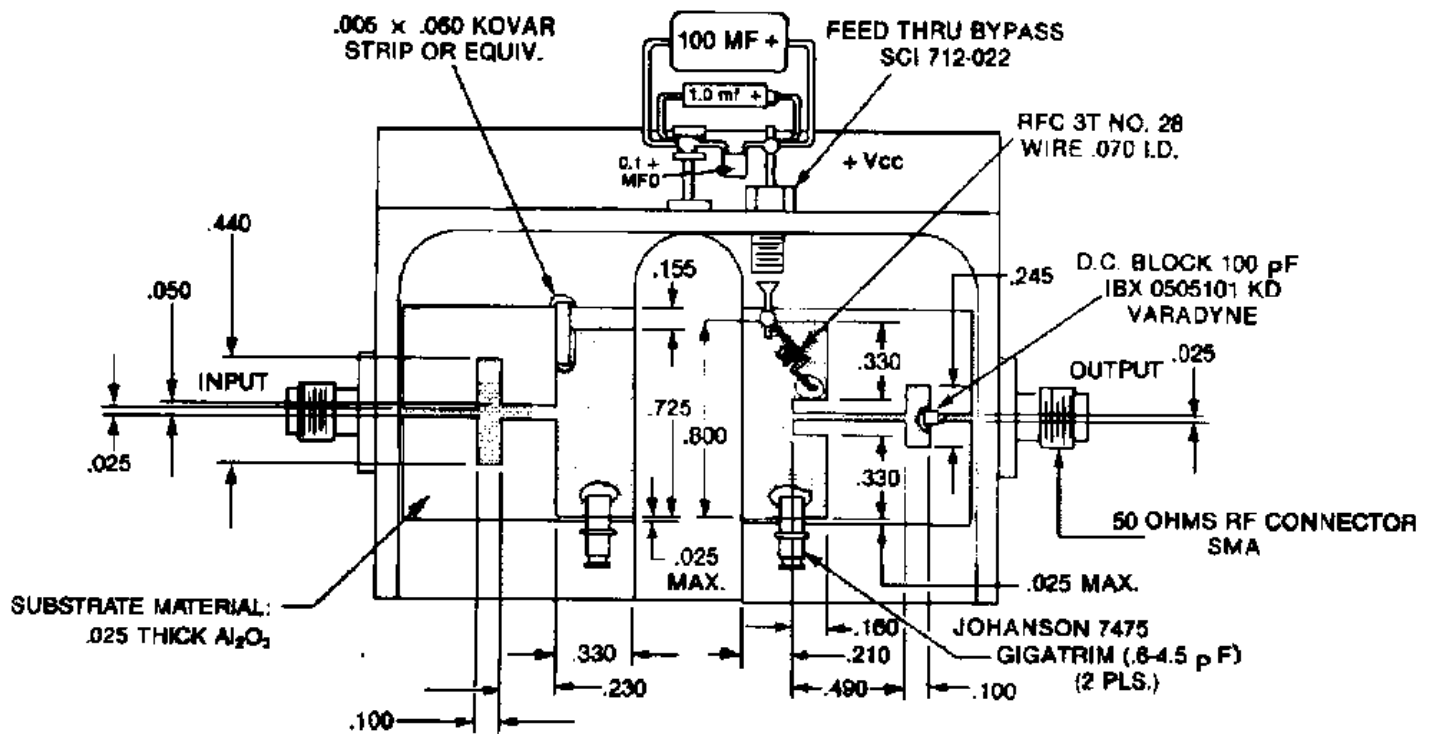 .005 × .060 KOVAR
STRIP OR EQUIV.
100 MF +
FEED THRU BYPASS
SCI 712-022
1.0 mf +
RFC 3T NO. 28
WIRE .070 I.D.
0.1 +
MFD
+ Vcc
.440
.050
.155
.245
D.C. BLOCK 100 pF
IBX 0505101 KD
VARADYNE
INPUT
.330
OUTPUT
.025
.725
.800
.025
.330
.025
MAX.
50 OHMS RF CONNECTOR
SMA
.025 MAX.
SUBSTRATE MATERIAL:
.025 THICK Al₂O₃
.160
JOHANSON 7475
GIGATRIM (.6-4.5 pF)
(2 PLS.)
.330
.210
.230
.490
.100
.100